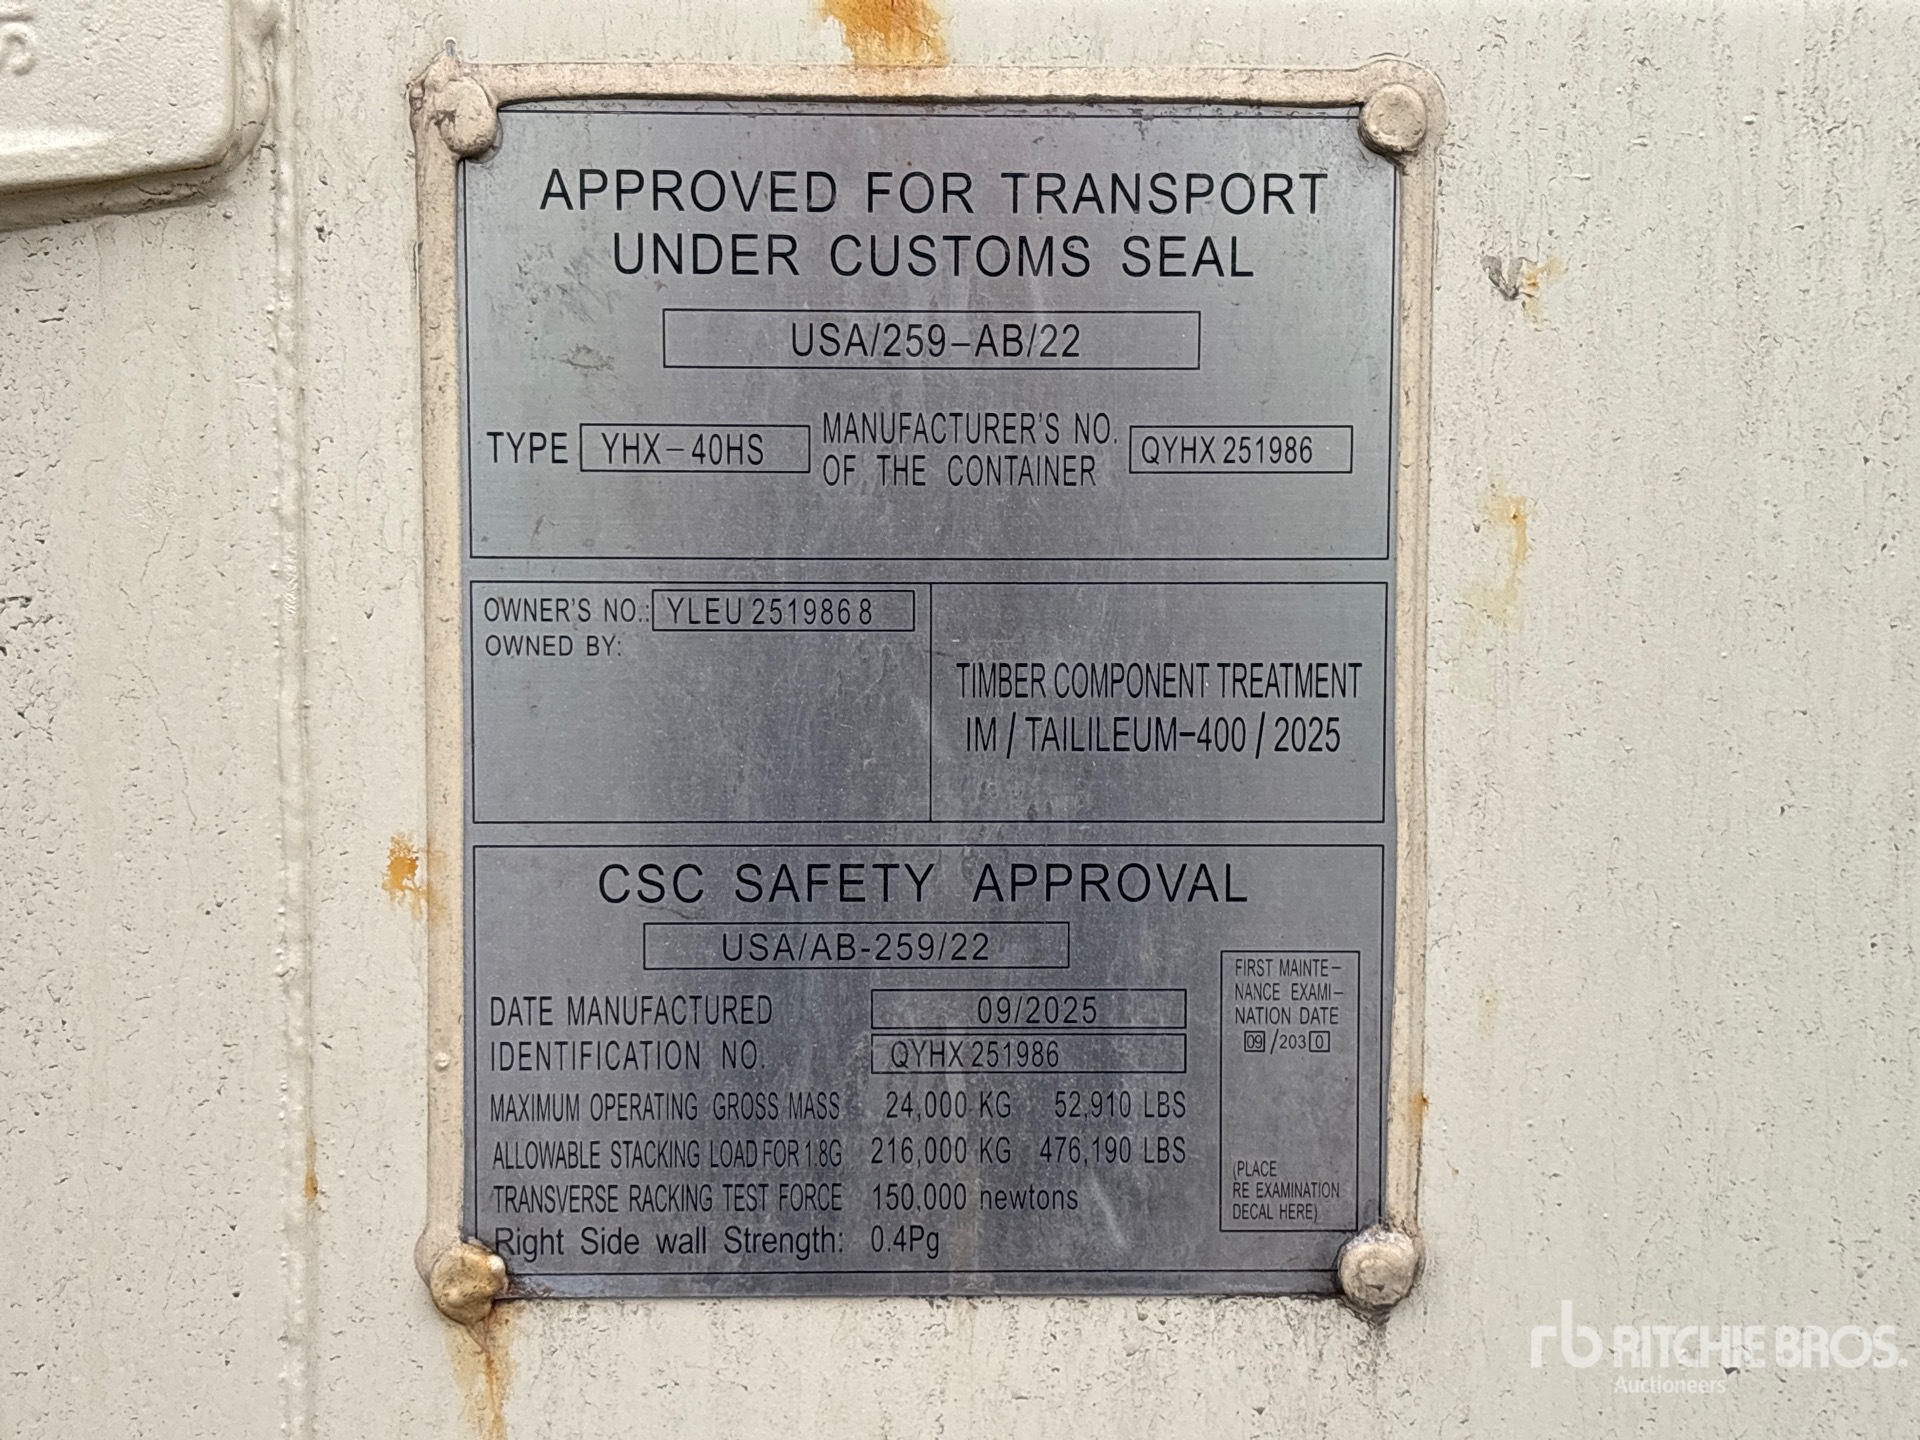 APPROVED FOR TRANSPORT
UNDER CUSTOMS SEAL
USA/259-AB/22
TYPE YHX-40HS MANUFACTURER'S NO. OF THE CONTAINER QYHX 251986
OWNER'S NO.: YLEU 251986 8
OWNED BY:
TIMBER COMPONENT TREATMENT
IM / TAILILEUM-400 / 2025
CSC SAFETY APPROVAL
USA/AB-259/22
DATE MANUFACTURED 09/2025
IDENTIFICATION NO. QYHX 251986
MAXIMUM OPERATING GROSS MASS 24,000 KG 52,910 LBS
ALLOWABLE STACKING LOAD FOR 1.8G 216,000 KG 476,190 LBS
TRANSVERSE RACKING TEST FORCE 150,000 newtons
Right Side wall Strength: 0.4Pg
FIRST MAINTE-
NANCE EXAMI-
NATION DATE
09/2030
(PLACE
RE EXAMINATION
DECAL HERE)
rb RITCHIE BROS.
Auctioneers